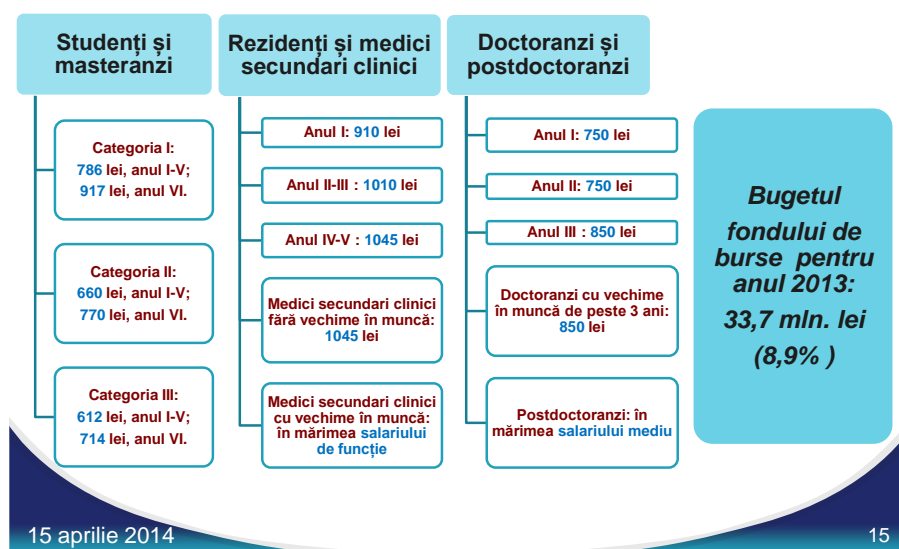 Studenți și
masteranzi
Categoria I:
786 lei, anul I-V;
917 lei, anul VI.
Categoria II:
660 lei, anul I-V;
770 lei, anul VI.
Categoria III:
612 lei, anul I-V;
714 lei, anul VI.
Rezidenți și medici
secundari clinici
Anul I: 910 lei
Anul II-III : 1010 lei
Anul IV-V : 1045 lei
Medici secundari clinici
fără vechime în muncă:
1045 lei
Medici secundari clinici
cu vechime în muncă:
în mărimea salariului
de funcție
Doctoranzi și
postdoctoranzi
Anul I: 750 lei
Anul II: 750 lei
Anul III : 850 lei
Doctoranzi cu vechime
în muncă de peste 3 ani:
850 lei
Postdoctoranzi: în
mărimea salariului mediu
Bugetul
fondului de
burse pentru
anul 2013:
33,7 mln. lei
(8,9% )
15 aprilie 2014
15